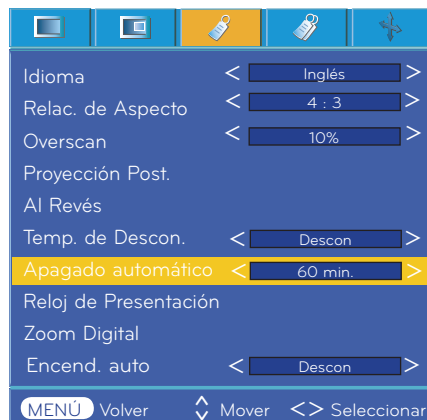 Idioma < Inglés >
Relac. de Aspecto < 4 : 3 >
Overscan < 10% >
Proyección Post.
Al Revés
Temp. de Descon. < Descon >
Apagado automático < 60 min. >
Reloj de Presentación
Zoom Digital
Encend. auto < Descon >
MENÚ Volver Mover <> Seleccionar